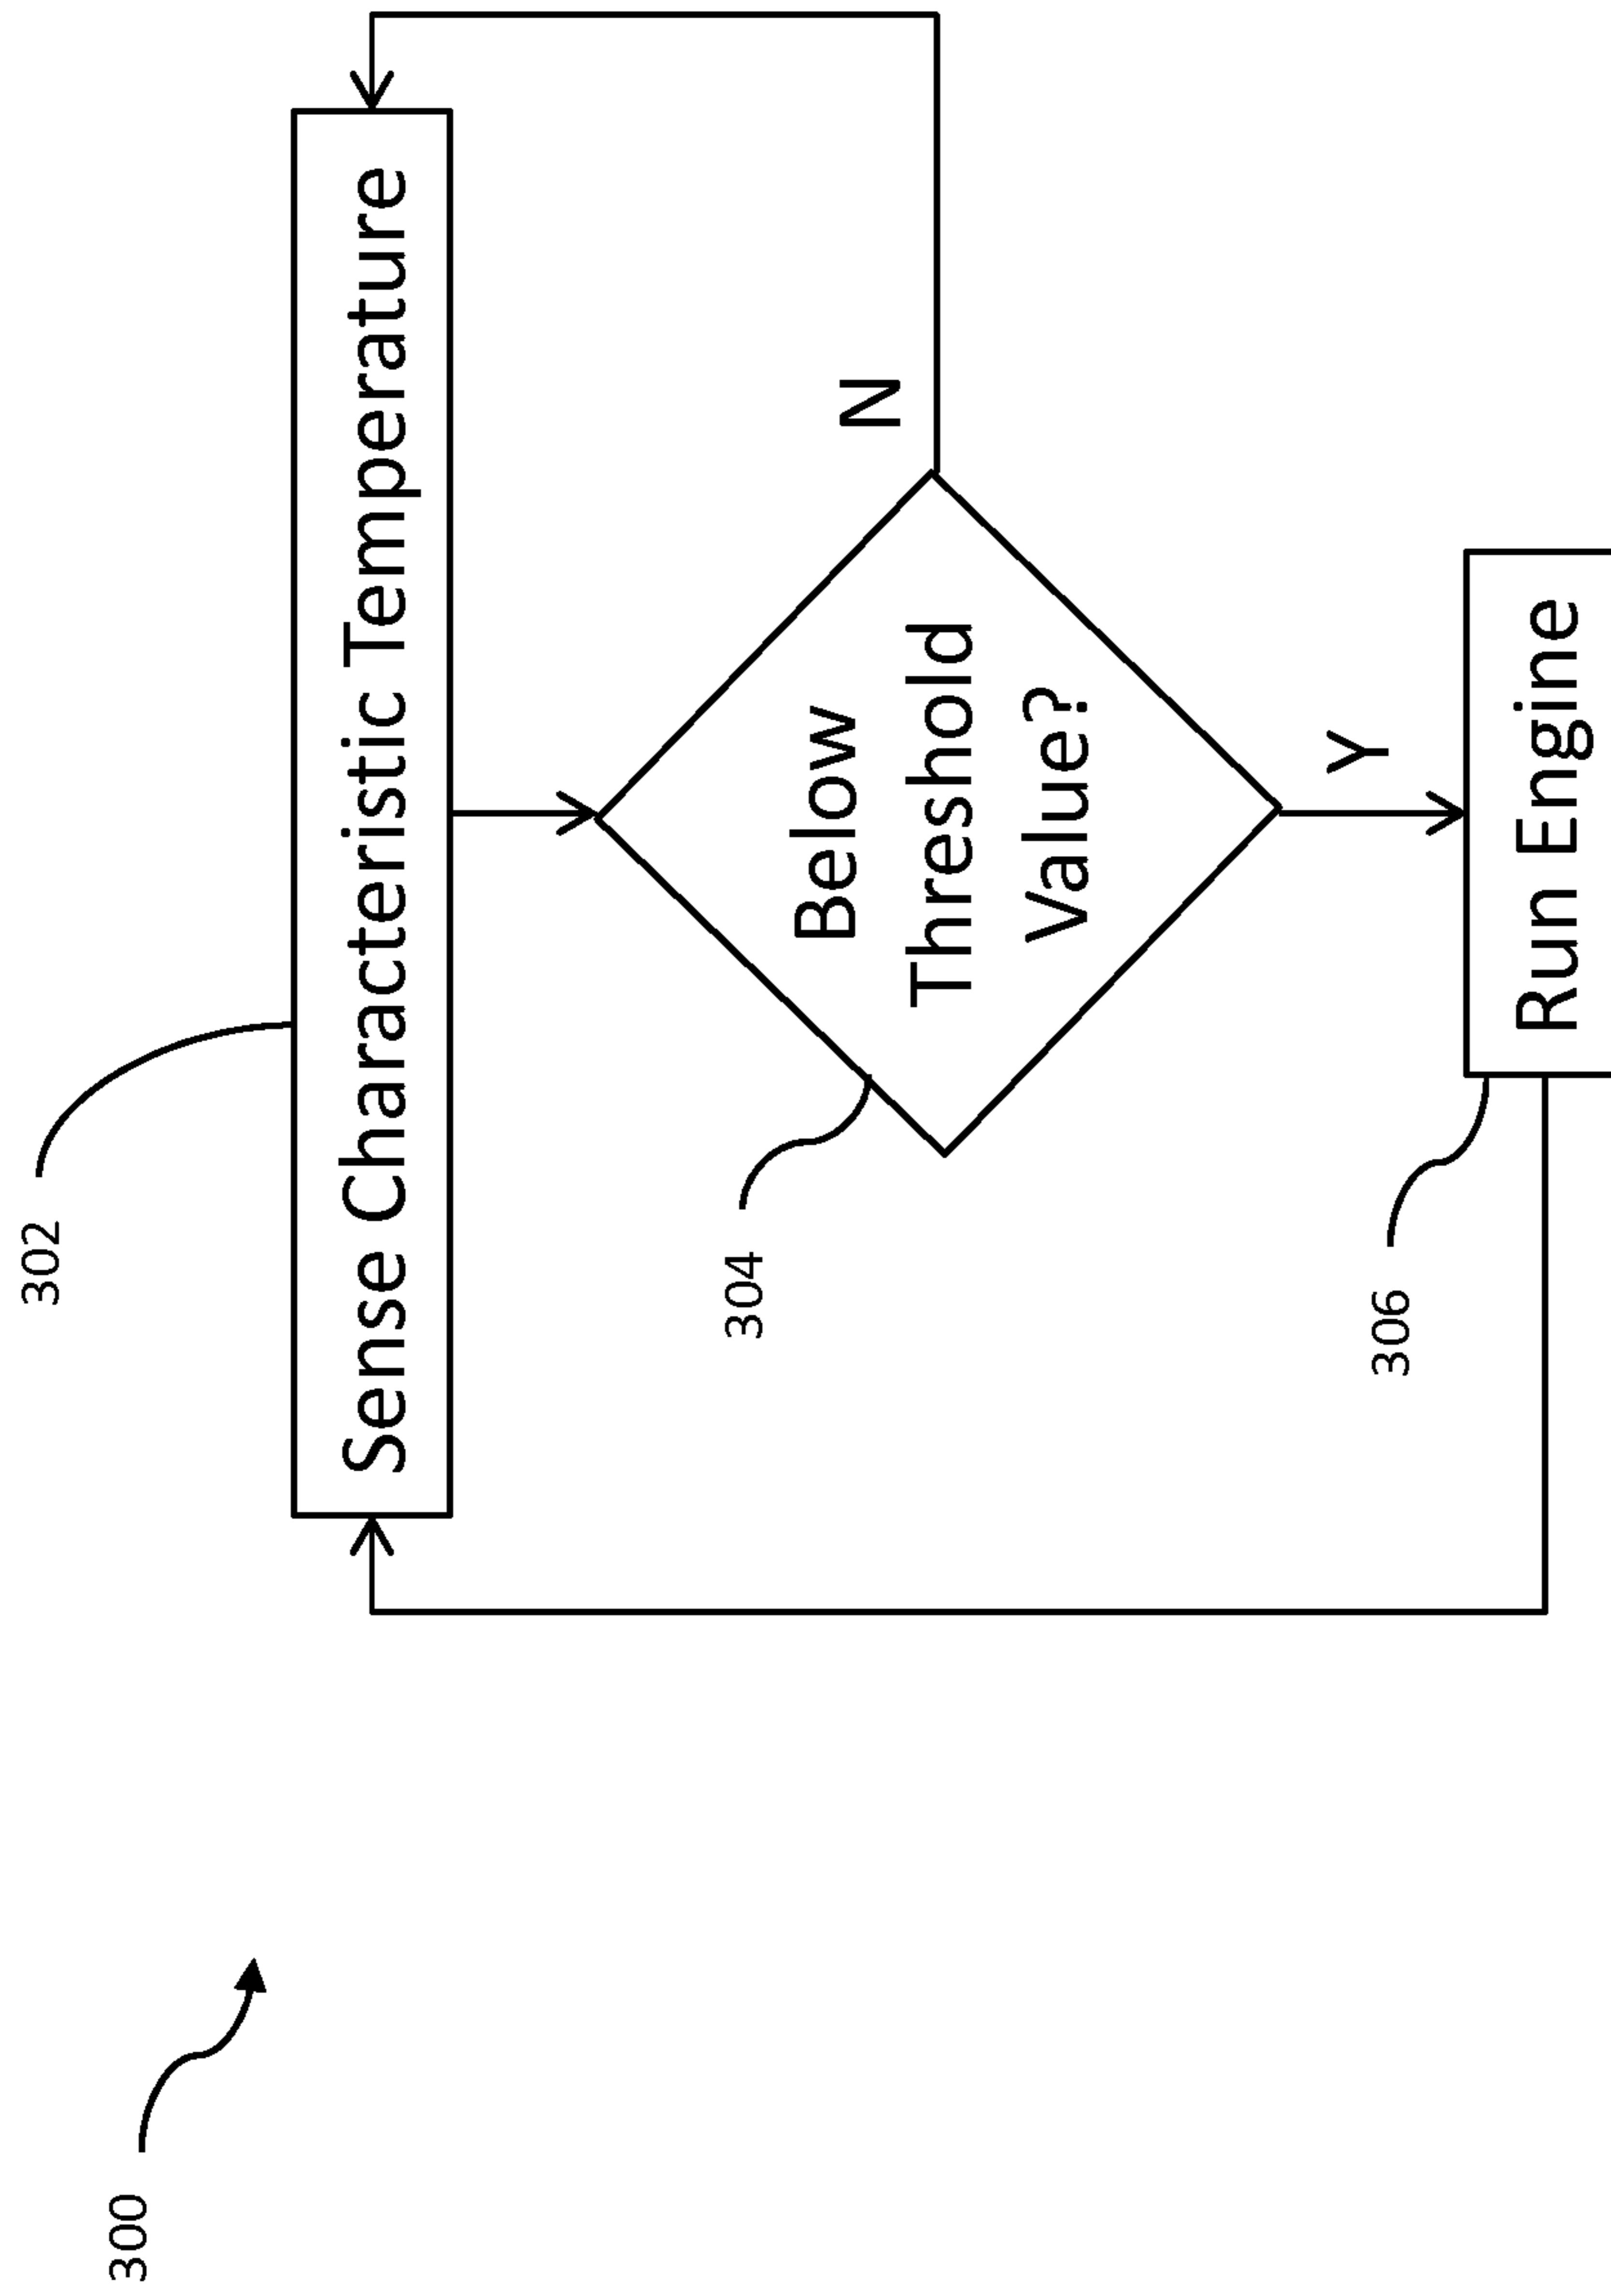 300
302
Sense Characteristic Temperature
304
Below
Threshold
Value?
N
Y
306
Run Engine